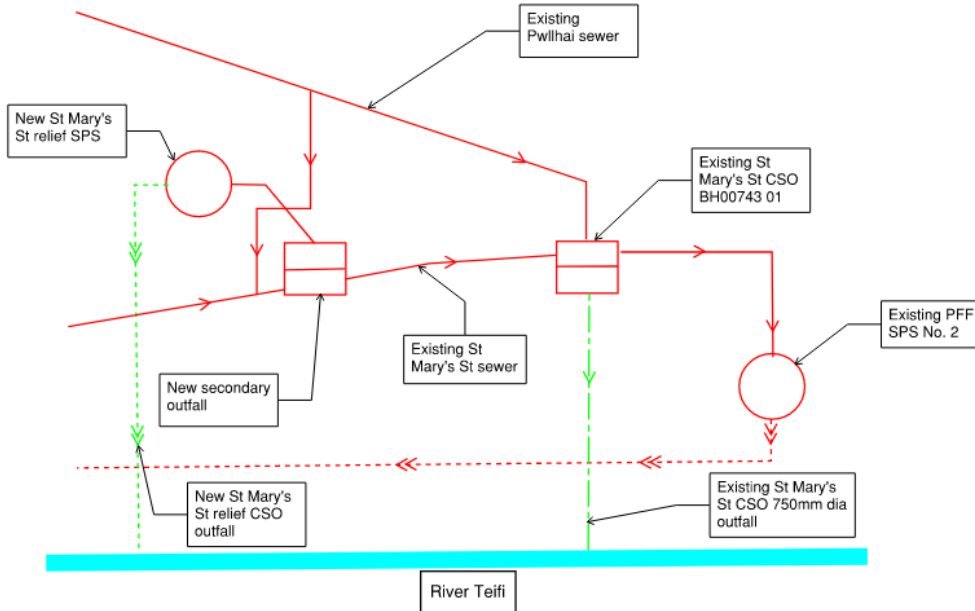 Existing
Pwllhai sewer
New St Mary's
St relief SPS
Existing St
Mary's St CSO
BH00743 01
Existing PFF
SPS No. 2
Existing St
Mary's St sewer
New secondary
outfall
New St Mary's
St relief CSO
outfall
Existing St Mary's
St CSO 750mm dia
outfall
River Teifi